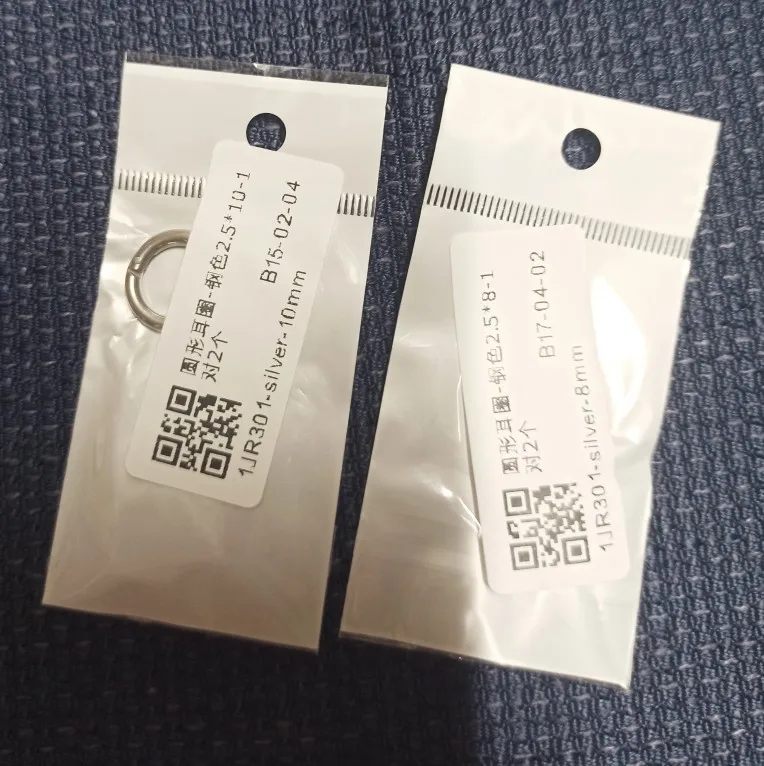 圆形耳圈-钢色2.5*10-1
对2个
B15-02-04
1JR301-silver-10mm
圆形耳圈-钢色2.5*8-1
对2个
B17-04-02
1JR301-silver-8mm